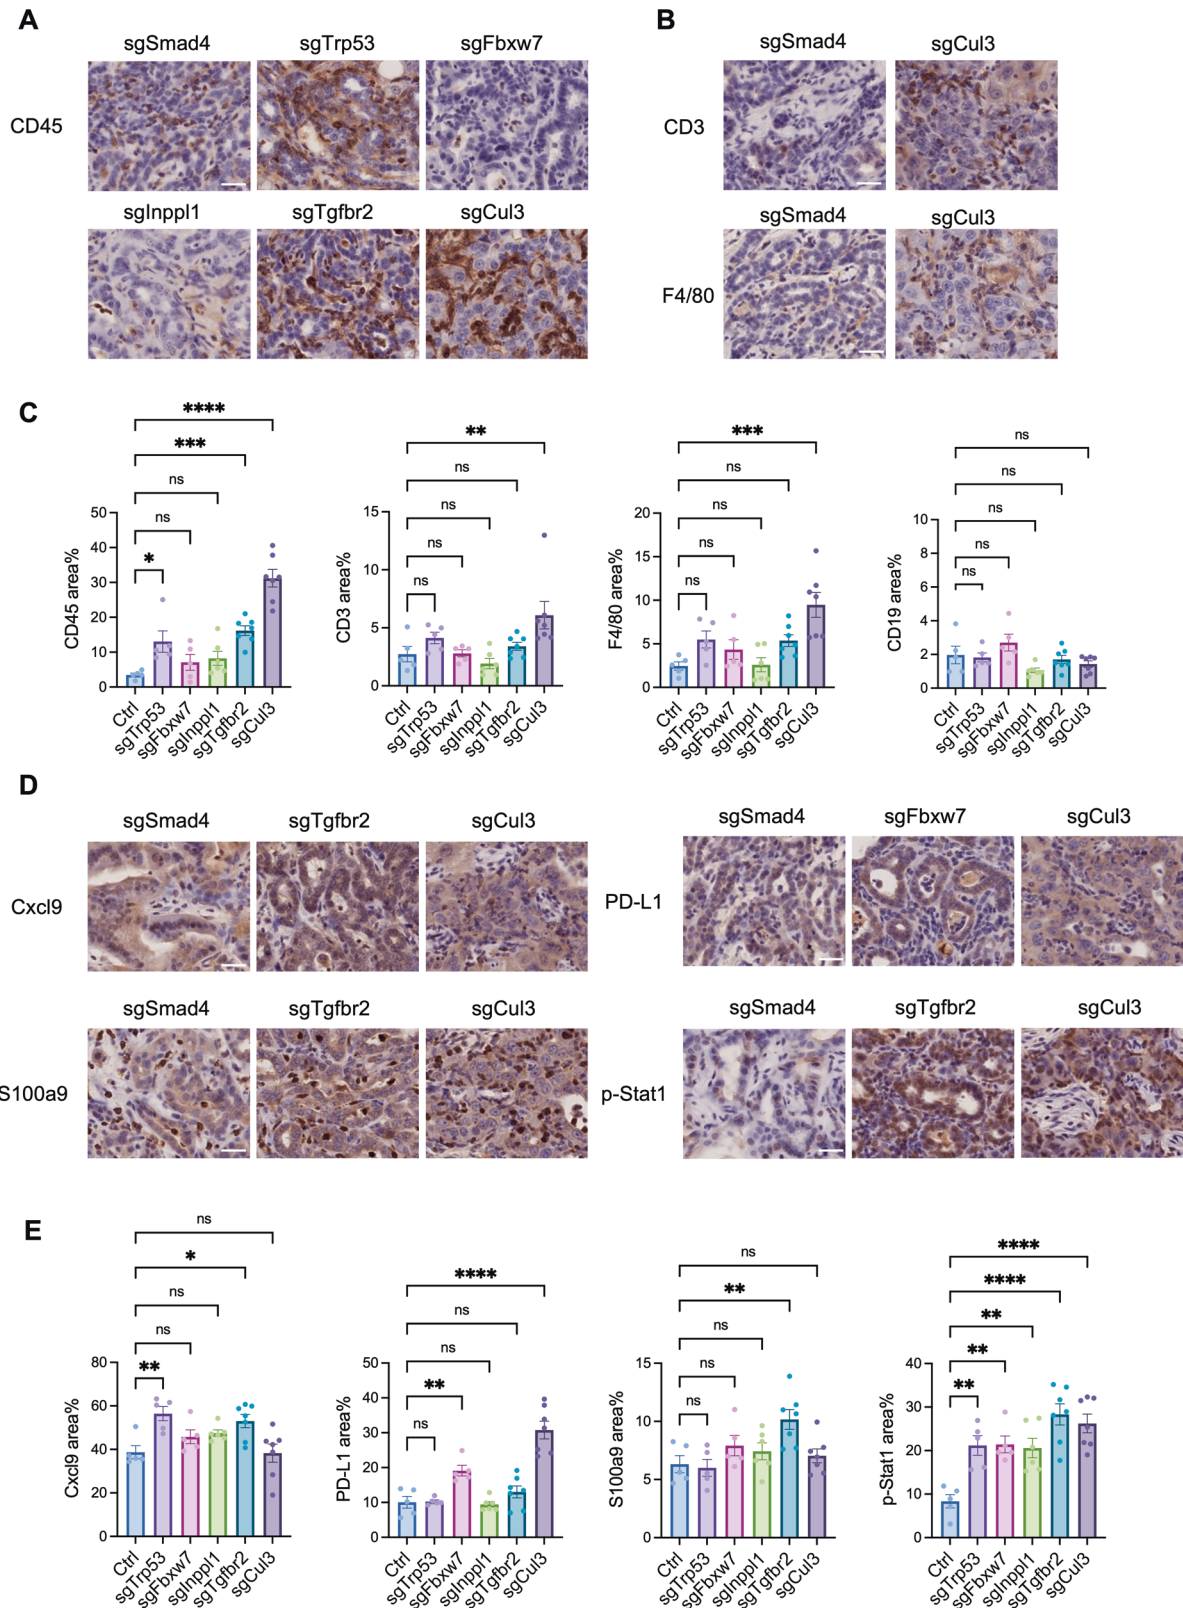 A
sgSmad4 sgTrp53 sgFbxw7
CD45
sgInppl1 sgTgfbr2 sgCul3
B
sgSmad4 sgCul3
CD3
sgSmad4 sgCul3
F4/80
C
****
***
ns
ns
*
CD45 area%
50
40
30
20
10
0
Ctrl
sgTrp53
sgFbxw7
sgInppl1
sgTgfbr2
sgCul3
**
ns
ns
ns
ns
CD3 area%
15
10
5
0
Ctrl
sgTrp53
sgFbxw7
sgInppl1
sgTgfbr2
sgCul3
***
ns
ns
ns
ns
F4/80 area%
20
15
10
5
0
Ctrl
sgTrp53
sgFbxw7
sgInppl1
sgTgfbr2
sgCul3
ns
ns
ns
ns
ns
CD19 area%
10
8
6
4
2
0
Ctrl
sgTrp53
sgFbxw7
sgInppl1
sgTgfbr2
sgCul3
D
sgSmad4 sgTgfbr2 sgCul3
Cxcl9
sgSmad4 sgTgfbr2 sgCul3
S100a9
sgSmad4 sgFbxw7 sgCul3
PD-L1
sgSmad4 sgTgfbr2 sgCul3
p-Stat1
E
ns
*
ns
ns
**
Cxcl9 area%
80
60
40
20
0
Ctrl
sgTrp53
sgFbxw7
sgInppl1
sgTgfbr2
sgCul3
****
ns
ns
**
ns
PD-L1 area%
50
40
30
20
10
0
Ctrl
sgTrp53
sgFbxw7
sgInppl1
sgTgfbr2
sgCul3
ns
**
ns
ns
ns
S100a9 area%
15
10
5
0
Ctrl
sgTrp53
sgFbxw7
sgInppl1
sgTgfbr2
sgCul3
****
****
**
**
**
p-Stat1 area%
40
30
20
10
0
Ctrl
sgTrp53
sgFbxw7
sgInppl1
sgTgfbr2
sgCul3